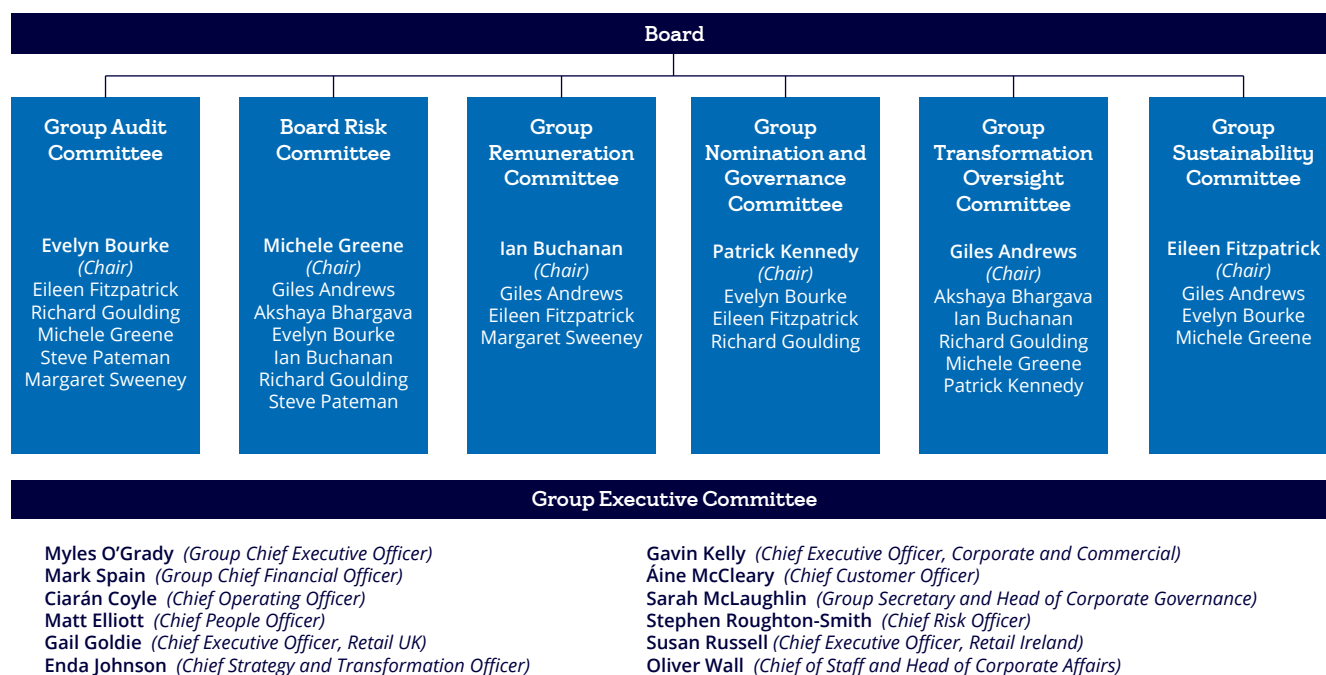 Board
Group Audit
Committee
Evelyn Bourke
(Chair)
Eileen Fitzpatrick
Richard Goulding
Michele Greene
Steve Pateman
Margaret Sweeney
Board Risk
Committee
Michele Greene
(Chair)
Giles Andrews
Akshaya Bhargava
Evelyn Bourke
Ian Buchanan
Richard Goulding
Steve Pateman
Group
Remuneration
Committee
Ian Buchanan
(Chair)
Giles Andrews
Eileen Fitzpatrick
Margaret Sweeney
Group
Nomination and
Governance
Committee
Patrick Kennedy
(Chair)
Evelyn Bourke
Eileen Fitzpatrick
Richard Goulding
Group
Transformation
Oversight
Committee
Giles Andrews
(Chair)
Akshaya Bhargava
Ian Buchanan
Richard Goulding
Michele Greene
Patrick Kennedy
Group
Sustainability
Committee
Eileen Fitzpatrick
(Chair)
Giles Andrews
Evelyn Bourke
Michele Greene
Group Executive Committee
Myles O’Grady (Group Chief Executive Officer)
Mark Spain (Group Chief Financial Officer)
Ciarán Coyle (Chief Operating Officer)
Matt Elliott (Chief People Officer)
Gail Goldie (Chief Executive Officer, Retail UK)
Enda Johnson (Chief Strategy and Transformation Officer)
Gavin Kelly (Chief Executive Officer, Corporate and Commercial)
Áine McCleary (Chief Customer Officer)
Sarah McLaughlin (Group Secretary and Head of Corporate Governance)
Stephen Roughton-Smith (Chief Risk Officer)
Susan Russell (Chief Executive Officer, Retail Ireland)
Oliver Wall (Chief of Staff and Head of Corporate Affairs)